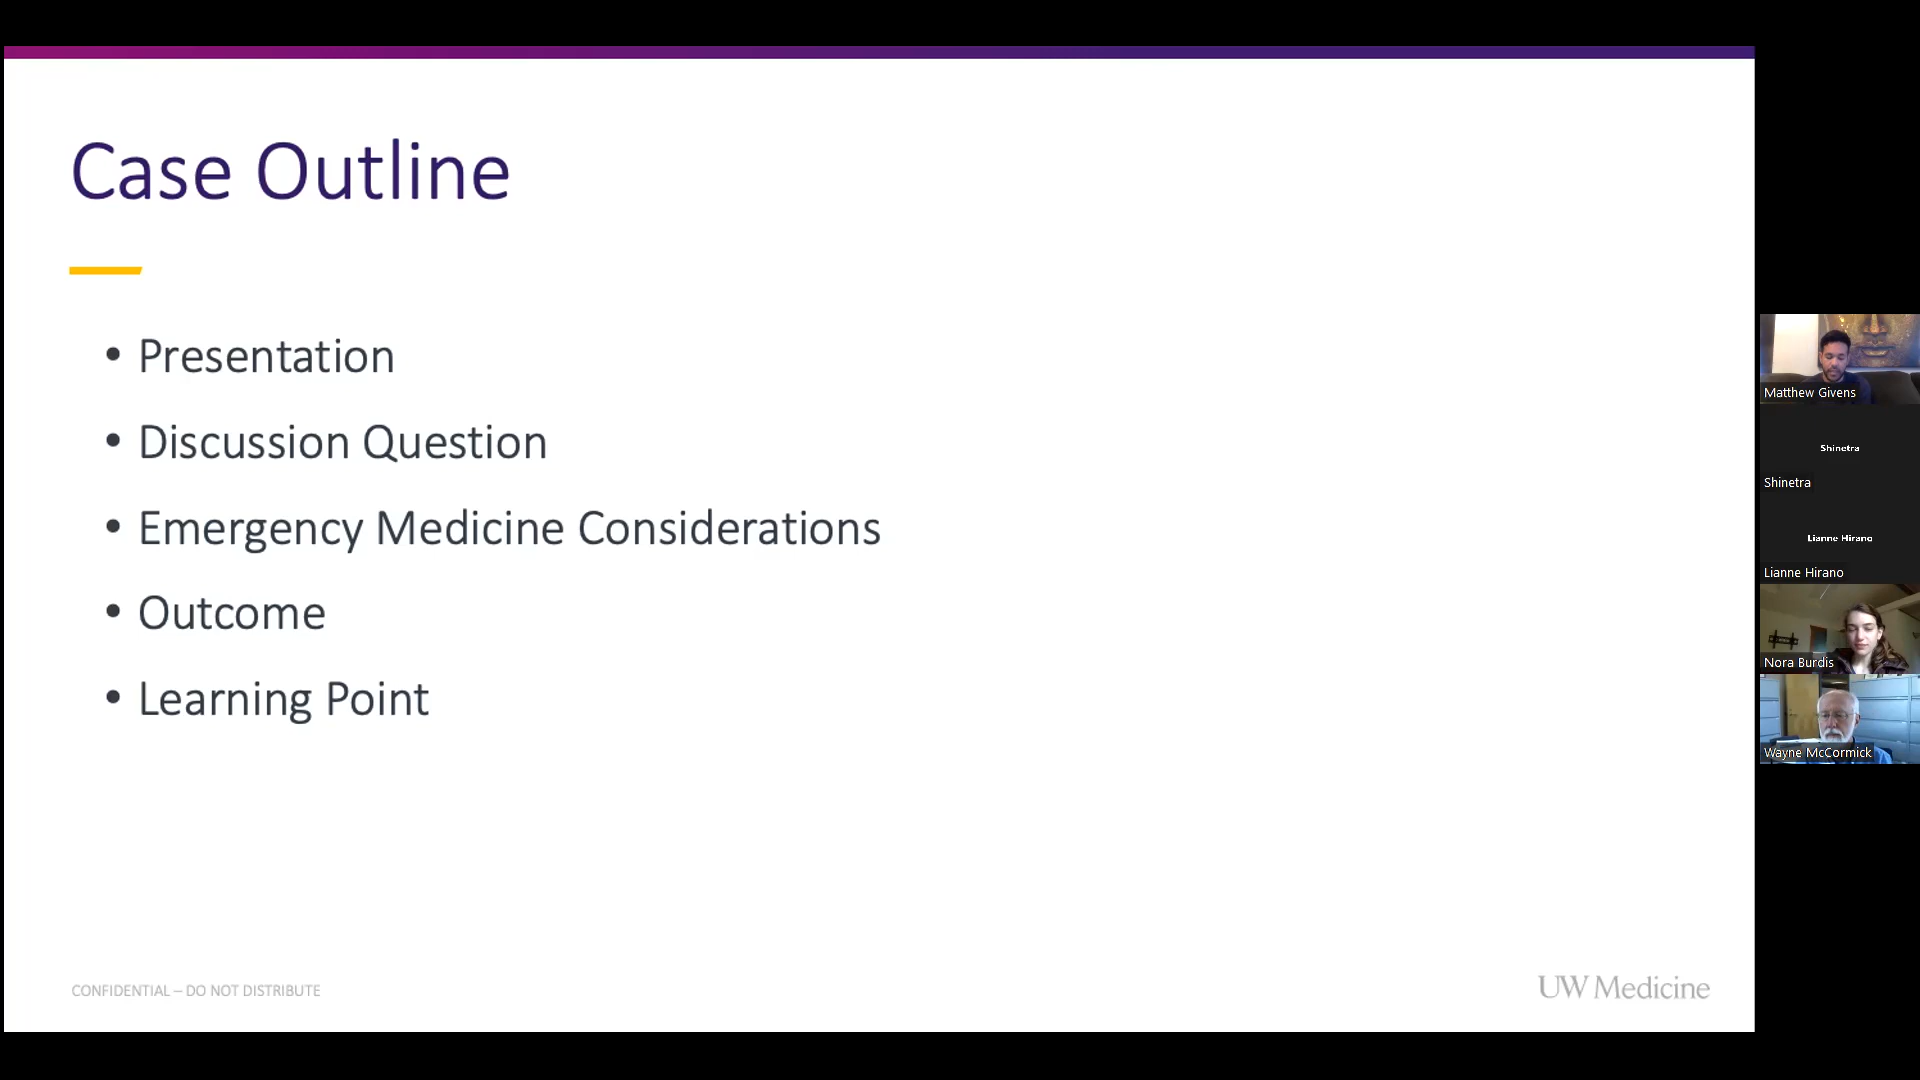 Case Outline
• Presentation
• Discussion Question
• Emergency Medicine Considerations
• Outcome
• Learning Point
CONFIDENTIAL – DO NOT DISTRIBUTE
UW Medicine
Matthew Givens
Shinetra
Shinetra
Lianne Hirano
Lianne Hirano
Nora Burdis
Wayne McCormick